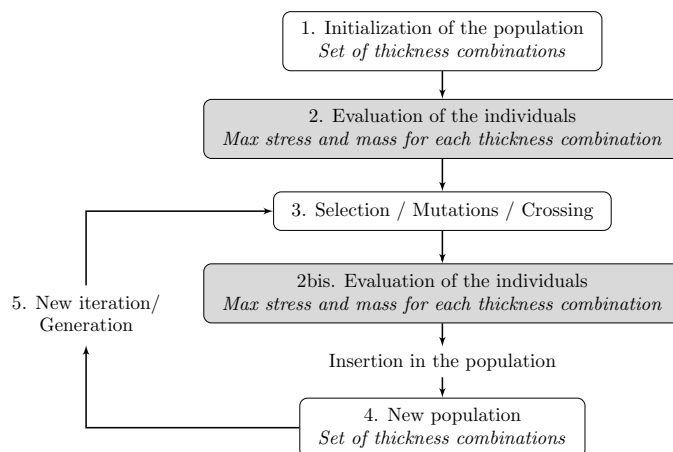 1. Initialization of the population
Set of thickness combinations
2. Evaluation of the individuals
Max stress and mass for each thickness combination
3. Selection / Mutations / Crossing
2bis. Evaluation of the individuals
Max stress and mass for each thickness combination
5. New iteration/
Generation
Insertion in the population
4. New population
Set of thickness combinations